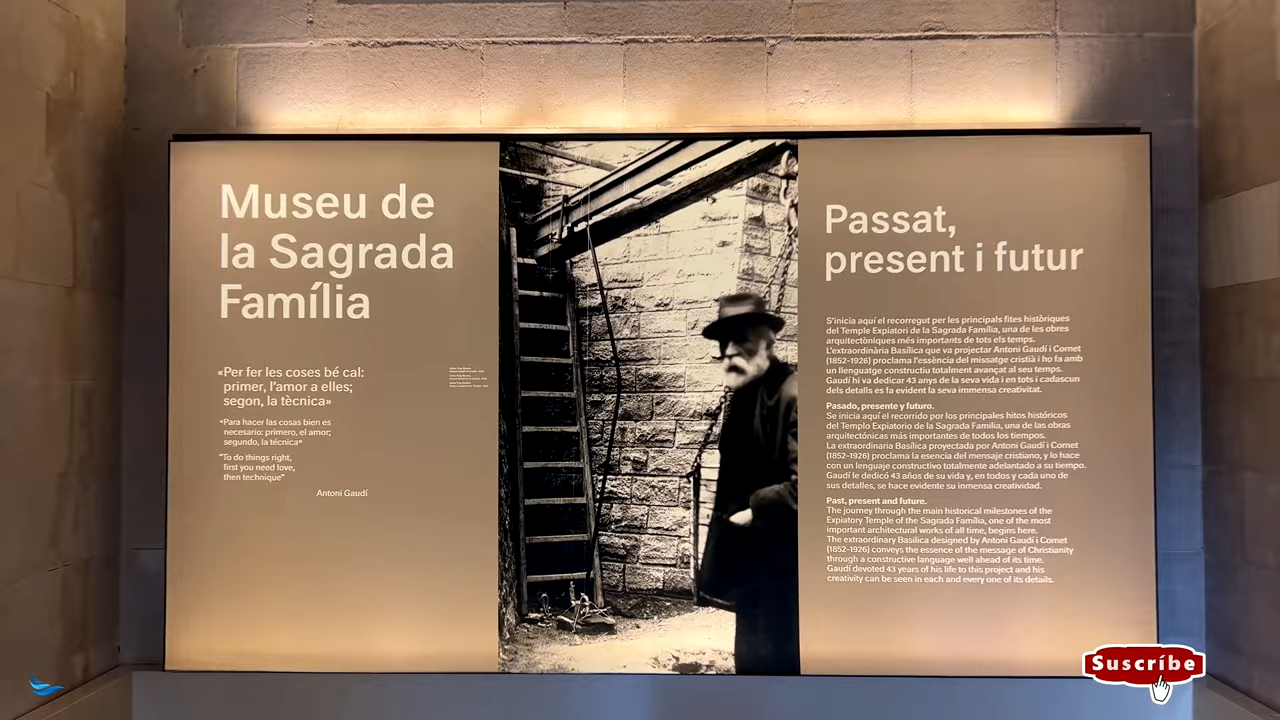 Museu de
la Sagrada
Família
«Per fer les coses bé cal:
primer, l'amor a elles;
segon, la tècnica»
«Para hacer las cosas bien es
necesario: primero, el amor;
segundo, la técnica»
"To do things right,
first you need love,
then technique"
Antoni Gaudí
Passat,
present i futur
S'inicia aquí el recorregut per les principals fites històriques
del Temple Expiatori de la Sagrada Família, una de les obres
arquitectòniques més importants de tots els temps.
L'extraordinària Basílica que va projectar Antoni Gaudí i Cornet
(1852-1926) proclama l'essència del missatge cristià i ho fa amb
un llenguatge constructiu totalment avançat al seu temps.
Gaudí hi va dedicar 43 anys de la seva vida i en tots i cadascun
dels detalls es fa evident la seva immensa creativitat.
Pasado, presente y futuro.
Se inicia aquí el recorrido por los principales hitos históricos
del Templo Expiatorio de la Sagrada Familia, una de las obras
arquitectónicas más importantes de todos los tiempos.
La extraordinaria Basílica proyectada por Antoni Gaudí i Cornet
(1852-1926) proclama la esencia del mensaje cristiano, y lo hace
con un lenguaje constructivo totalmente adelantado a su tiempo.
Gaudí le dedicó 43 años de su vida y, en todos y cada uno de
sus detalles, se hace evidente su inmensa creatividad.
Past, present and future.
The journey through the main historical milestones of the
Expiatory Temple of the Sagrada Família, one of the most
important architectural works of all time, begins here.
The extraordinary Basilica designed by Antoni Gaudí i Cornet
(1852-1926) conveys the essence of the message of Christianity
through a constructive language well ahead of its time.
Gaudí devoted 43 years of his life to this project and his
creativity can be seen in each and every one of its details.
Suscríbe